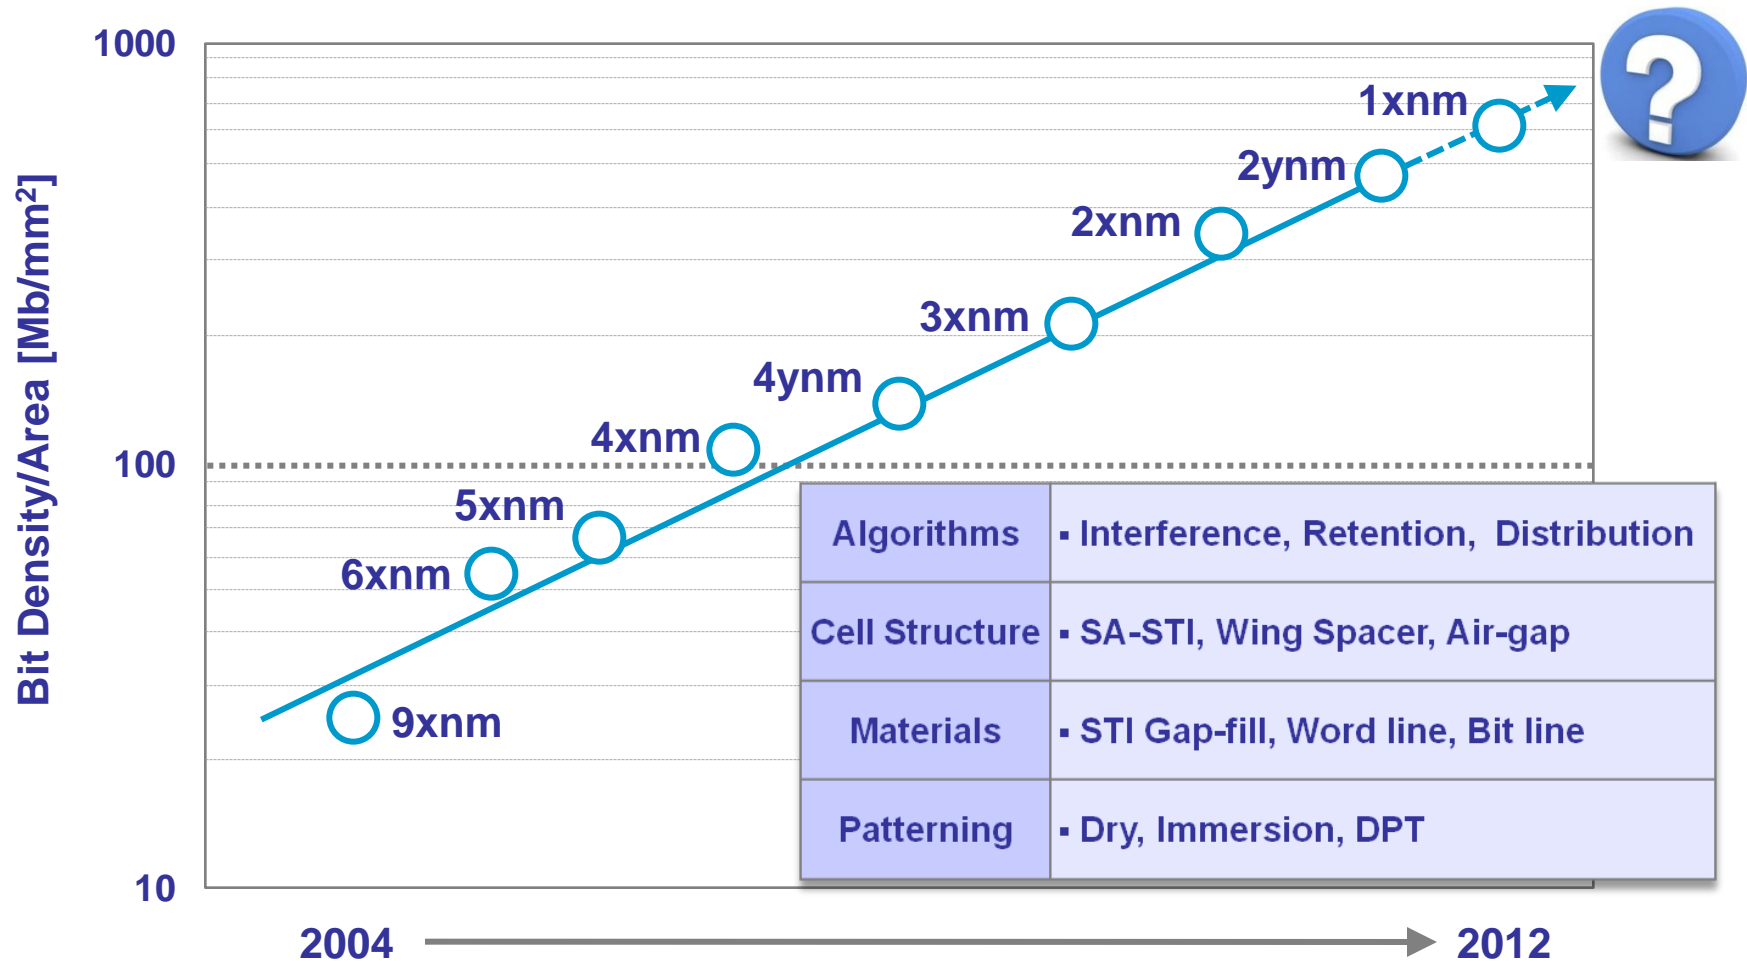 1000
1xnm
2ynm
2xnm
3xnm
4ynm
4xnm
100
5xnm
6xnm
9xnm
10
Bit Density/Area [Mb/mm²]
Algorithms ▪ Interference, Retention, Distribution
Cell Structure ▪ SA-STI, Wing Spacer, Air-gap
Materials ▪ STI Gap-fill, Word line, Bit line
Patterning ▪ Dry, Immersion, DPT
2004 2012
?